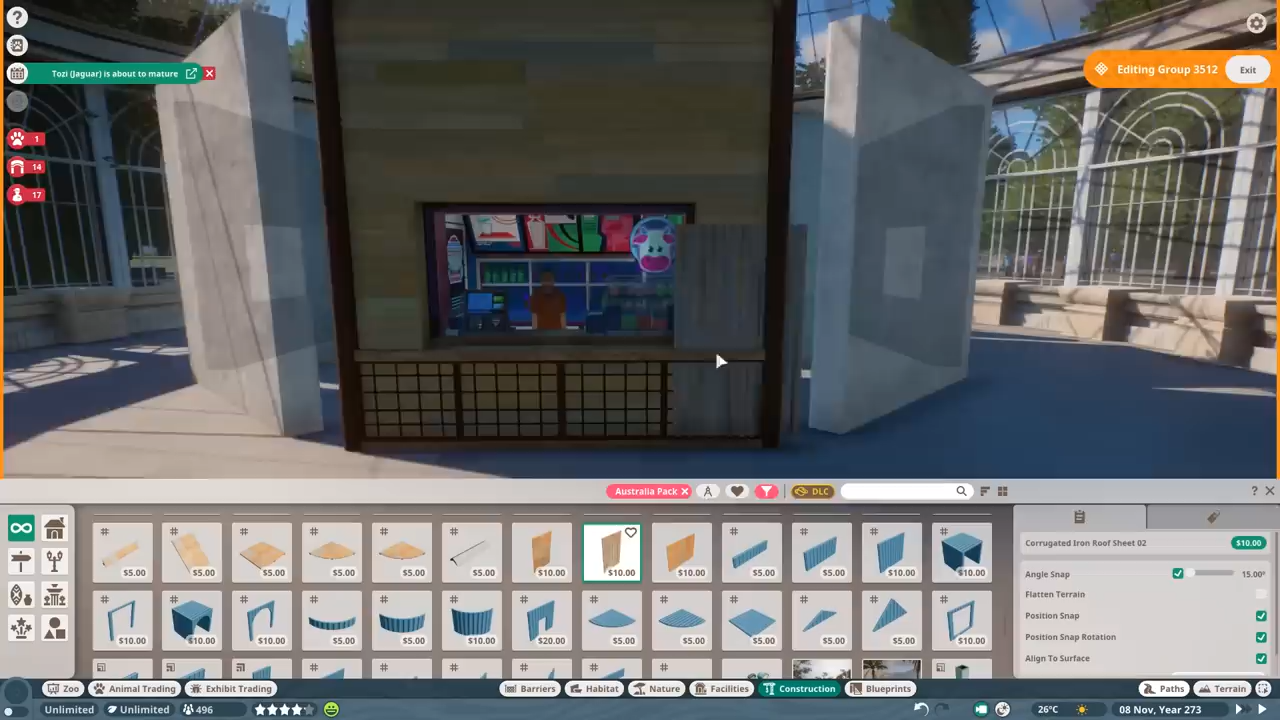 ?
Tozi (Jaguar) is about to mature
1
14
17
Editing Group 3512
Exit
Australia Pack
DLC
?
$5.00 $5.00 $5.00 $5.00 $5.00 $5.00 $10.00 $10.00 $10.00 $5.00 $5.00 $10.00 $10.00
$10.00 $10.00 $10.00 $5.00 $5.00 $10.00 $20.00 $5.00 $5.00 $5.00 $5.00 $5.00 $10.00
Corrugated Iron Roof Sheet 02
$10.00
Angle Snap
15.00°
Flatten Terrain
Position Snap
Position Snap Rotation
Align To Surface
Zoo
Animal Trading
Exhibit Trading
Barriers
Habitat
Nature
Facilities
Construction
Blueprints
Paths
Terrain
Unlimited
Unlimited
496
26°C
08 Nov, Year 273